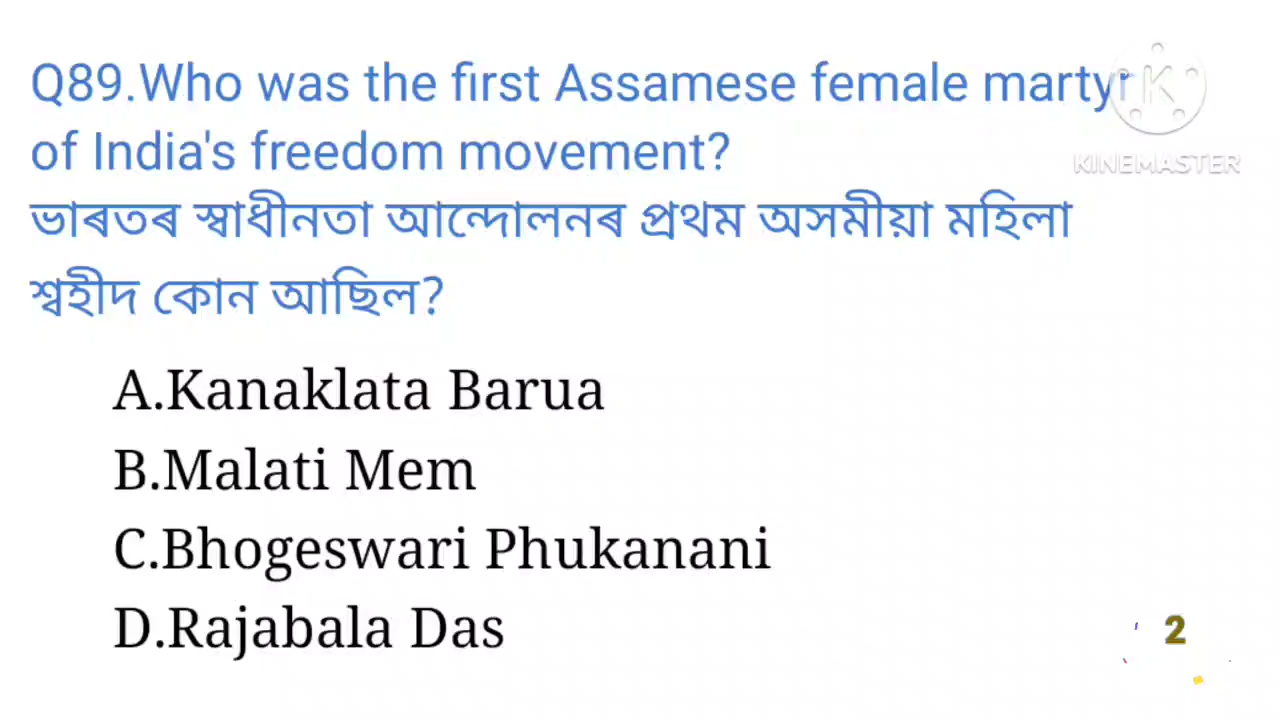 Q89.Who was the first Assamese female martyr
of India's freedom movement?
ভাৰতৰ স্বাধীনতা আন্দোলনৰ প্ৰথম অসমীয়া মহিলা
শ্বহীদ কোন আছিল?
A.Kanaklata Barua
B.Malati Mem
C.Bhogeswari Phukanani
D.Rajabala Das
K
KINEMASTER
2